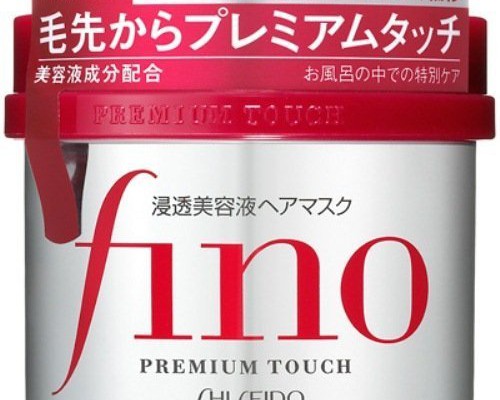 毛先からプレミアムタッチ
美容液成分配合
お風呂の中での特別ケア
PREMIUM TOUCH
浸透美容液ヘアマスク
fino
PREMIUM TOUCH
SHISEIDO